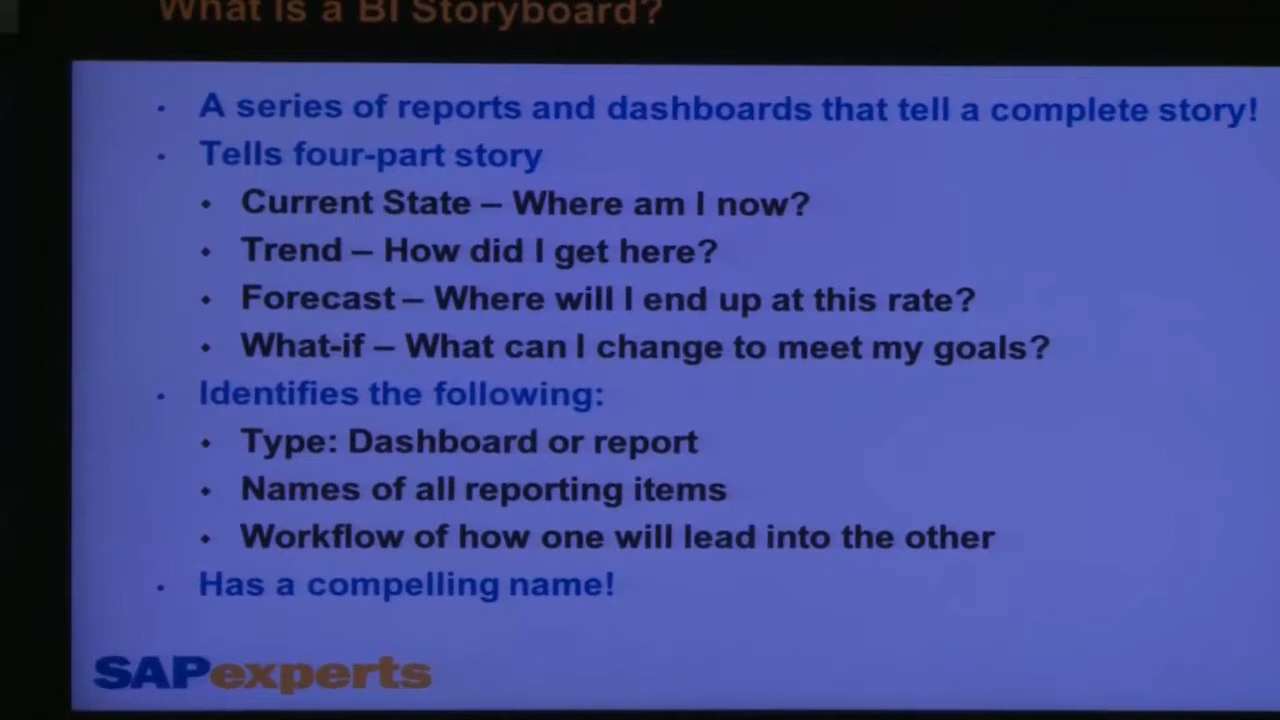 What Is a BI Storyboard?
• A series of reports and dashboards that tell a complete story!
• Tells four-part story
• Current State – Where am I now?
• Trend – How did I get here?
• Forecast – Where will I end up at this rate?
• What-if – What can I change to meet my goals?
• Identifies the following:
• Type: Dashboard or report
• Names of all reporting items
• Workflow of how one will lead into the other
• Has a compelling name!
SAPexperts